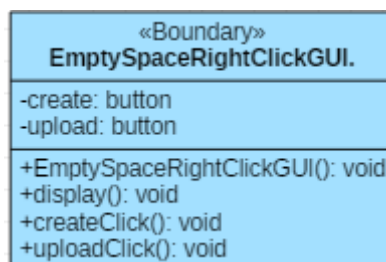 «Boundary»
EmptySpaceRightClickGUI.
-create: button
-upload: button
+EmptySpaceRightClickGUI(): void
+display(): void
+createClick(): void
+uploadClick(): void